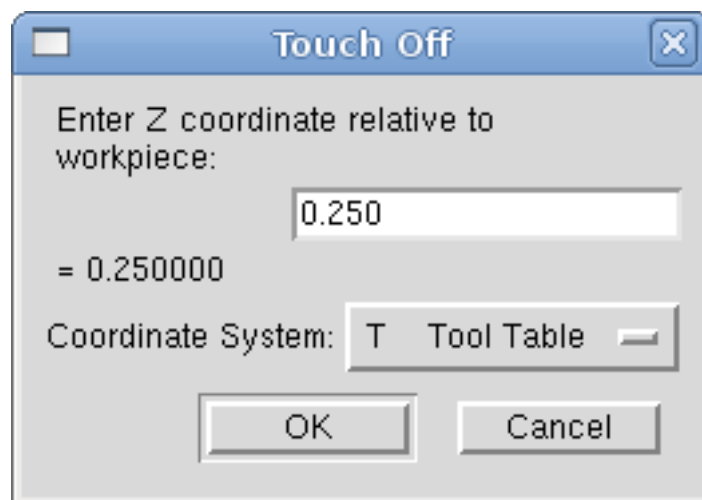 Touch Off
Enter Z coordinate relative to
workpiece:
0.250
= 0.250000
Coordinate System: T Tool Table
OK Cancel